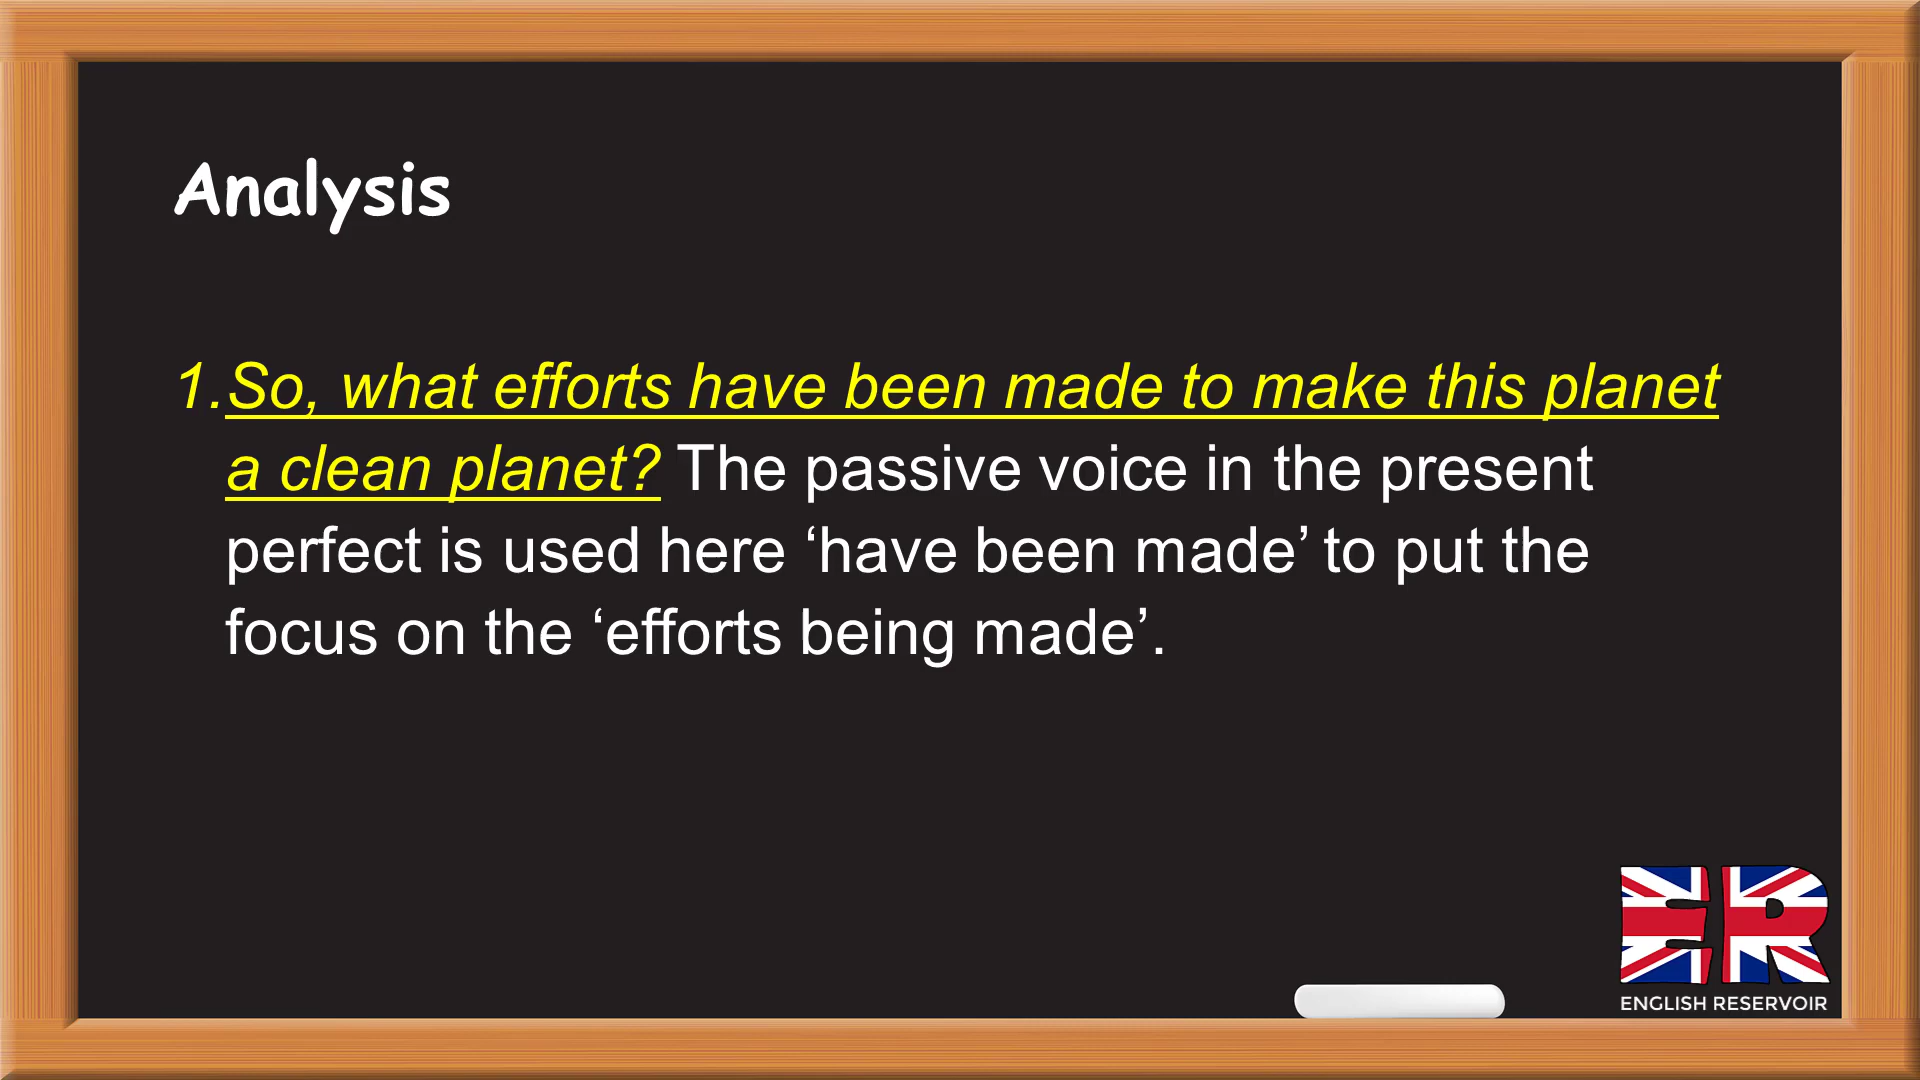 Analysis
1.So, what efforts have been made to make this planet
a clean planet? The passive voice in the present
perfect is used here ‘have been made’ to put the
focus on the ‘efforts being made’.
ER
ENGLISH RESERVOIR